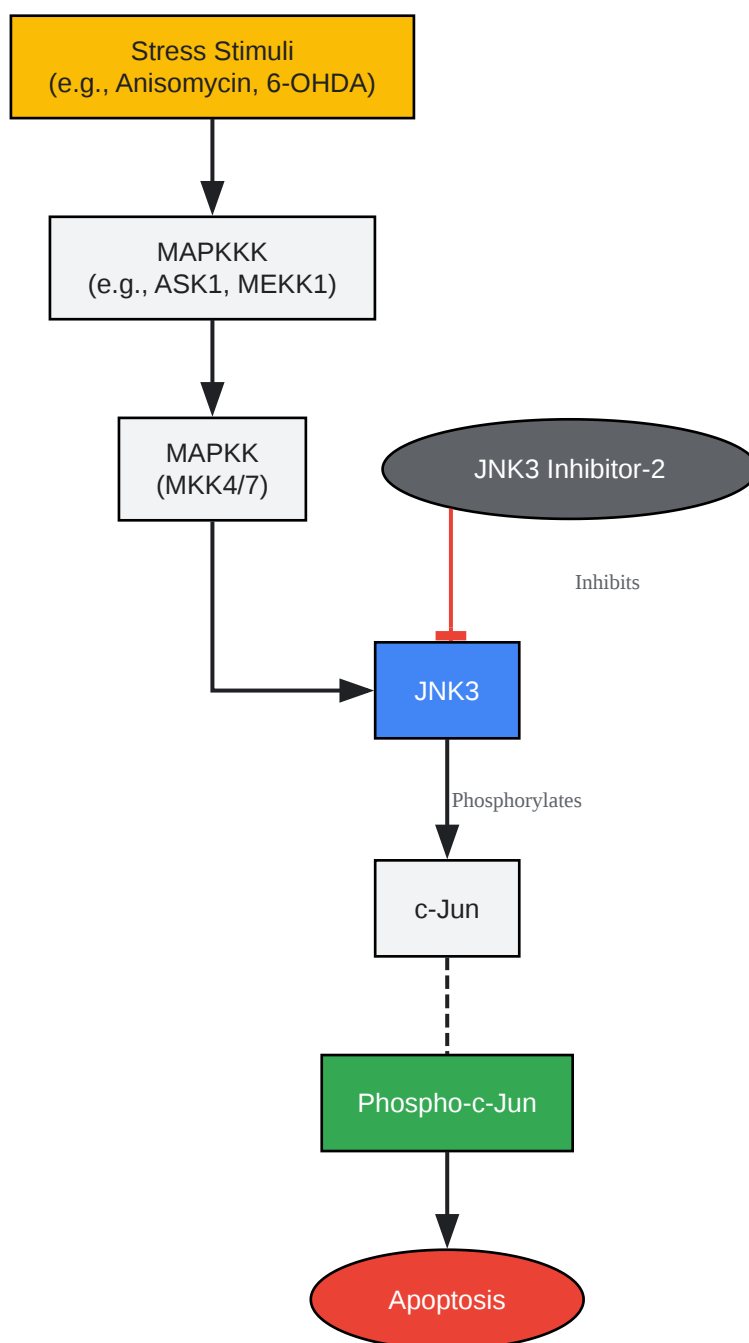 Stress Stimuli
(e.g., Anisomycin, 6-OHDA)
MAPKKK
(e.g., ASK1, MEKK1)
MAPKK
(MKK4/7)
JNK3 Inhibitor-2
Inhibits
JNK3
Phosphorylates
c-Jun
Phospho-c-Jun
Apoptosis